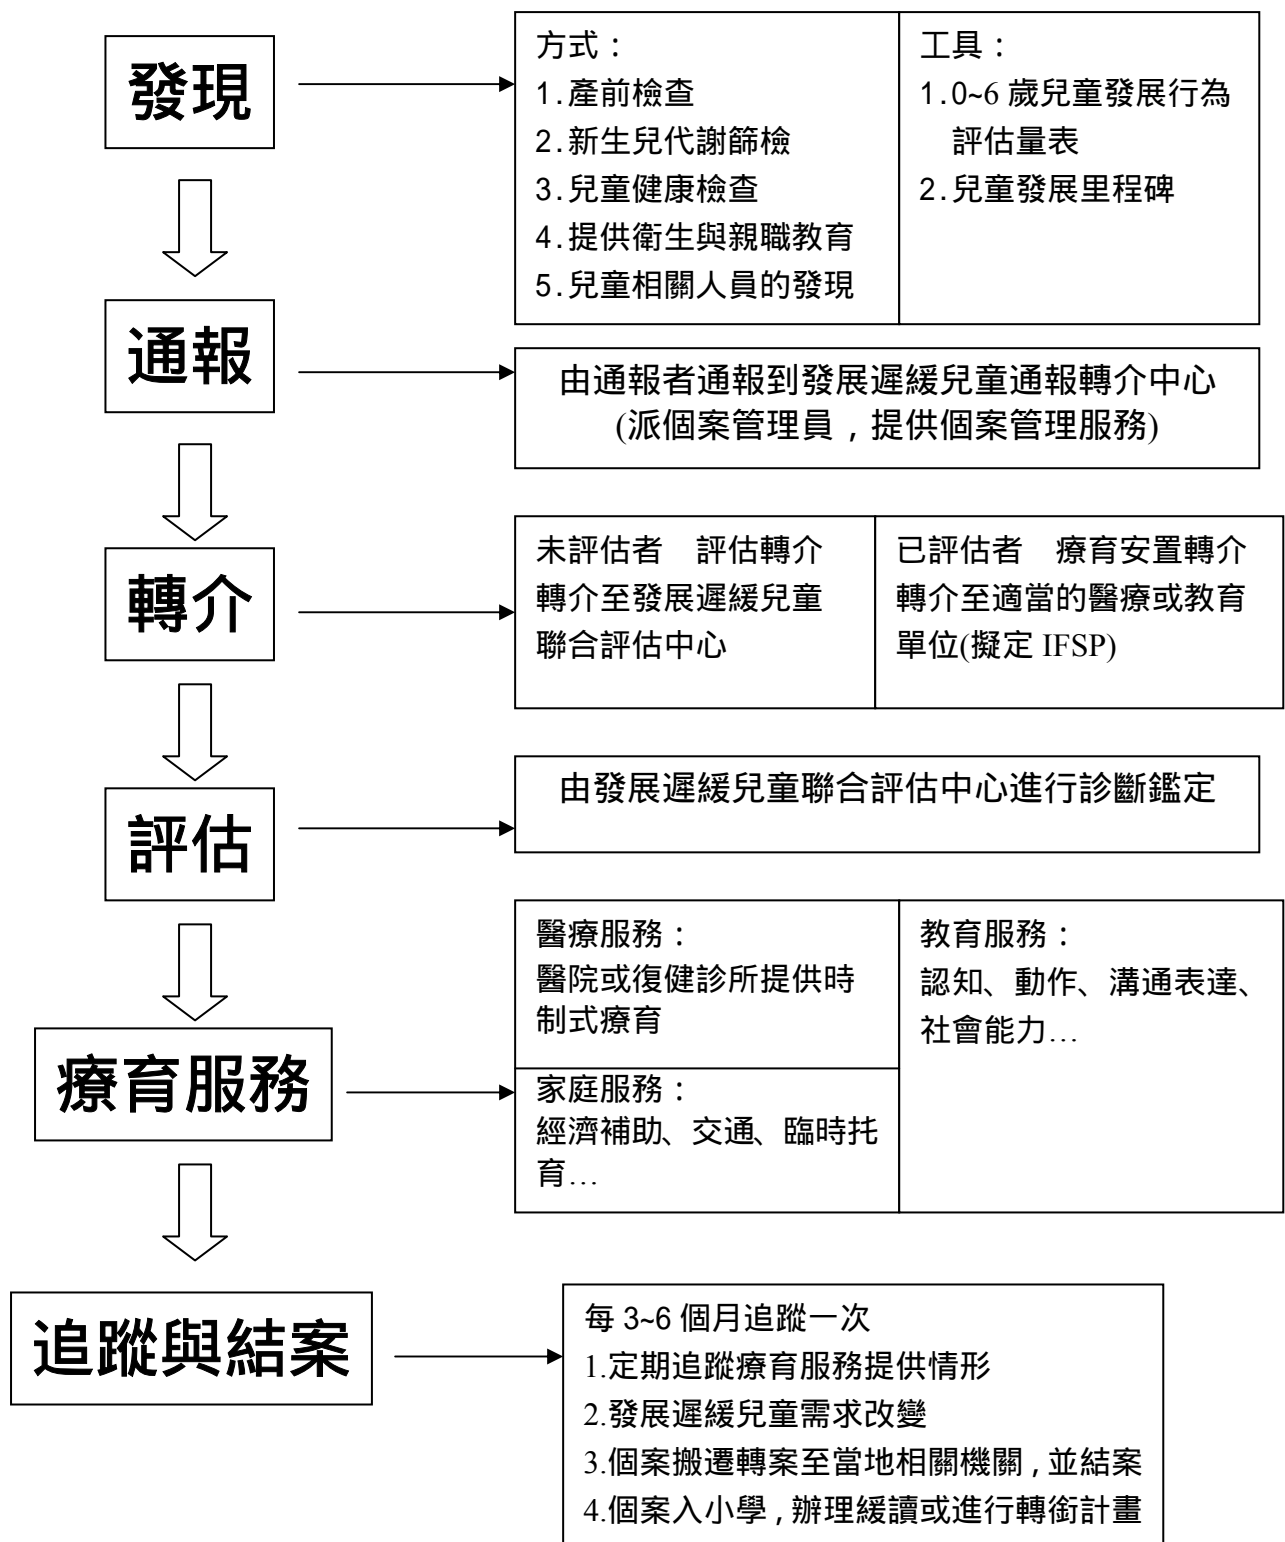 發現
方式：
1.產前檢查
2.新生兒代謝篩檢
3.兒童健康檢查
4.提供衛生與親職教育
5.兒童相關人員的發現
工具：
1.0~6 歲兒童發展行為
評估量表
2.兒童發展里程碑
通報
由通報者通報到發展遲緩兒童通報轉介中心
(派個案管理員，提供個案管理服務)
轉介
未評估者　評估轉介
轉介至發展遲緩兒童
聯合評估中心
已評估者　療育安置轉介
轉介至適當的醫療或教育
單位(擬定 IFSP)
評估
由發展遲緩兒童聯合評估中心進行診斷鑑定
療育服務
醫療服務：
醫院或復健診所提供時
制式療育
家庭服務：
經濟補助、交通、臨時托
育…
教育服務：
認知、動作、溝通表達、
社會能力…
追蹤與結案
每 3~6 個月追蹤一次
1.定期追蹤療育服務提供情形
2.發展遲緩兒童需求改變
3.個案搬遷轉案至當地相關機關，並結案
4.個案入小學，辦理緩讀或進行轉銜計畫